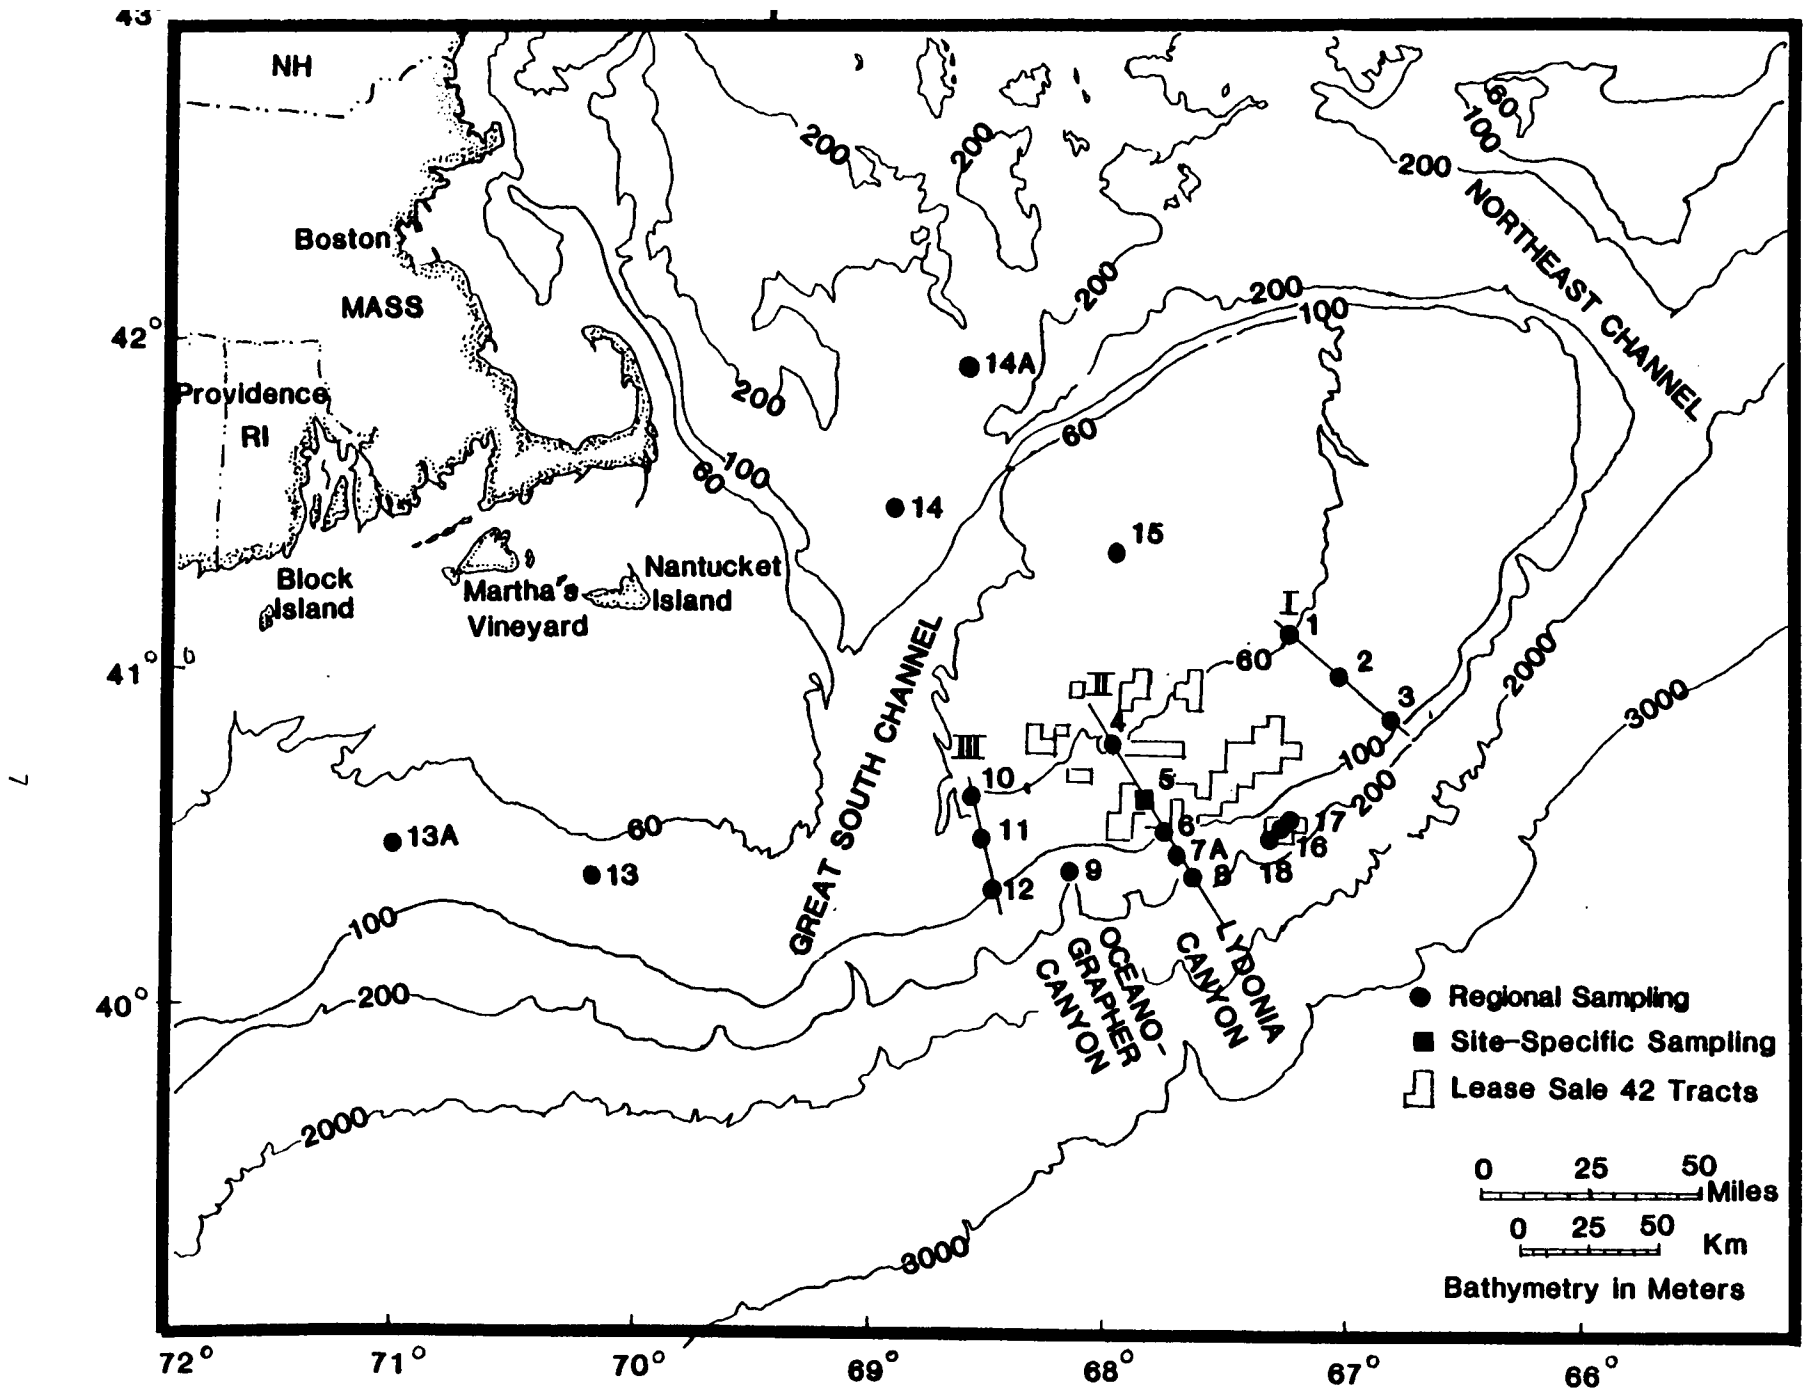 43
NH
60
100
200
200
200
NORTHEAST CHANNEL
Boston
MASS
200
200
100
42°
14A
Providence
RI
200
60
100
60
14
15
Block
Island
Martha's
Vineyard
Nantucket
Island
I
1
41°
60
2
II
3
2000
3000
GREAT SOUTH CHANNEL
4
III
100
10
5
200
60
13A
11
6
17
7A
16
13
9
8
18
12
100
OCEANO-
GRAPHER
CANYON
LYDONIA
CANYON
40°
200
Regional Sampling
Site-Specific Sampling
Lease Sale 42 Tracts
2000
0 25 50
Miles
0 25 50
Km
3000
Bathymetry in Meters
72° 71° 70° 69° 68° 67° 66°
7